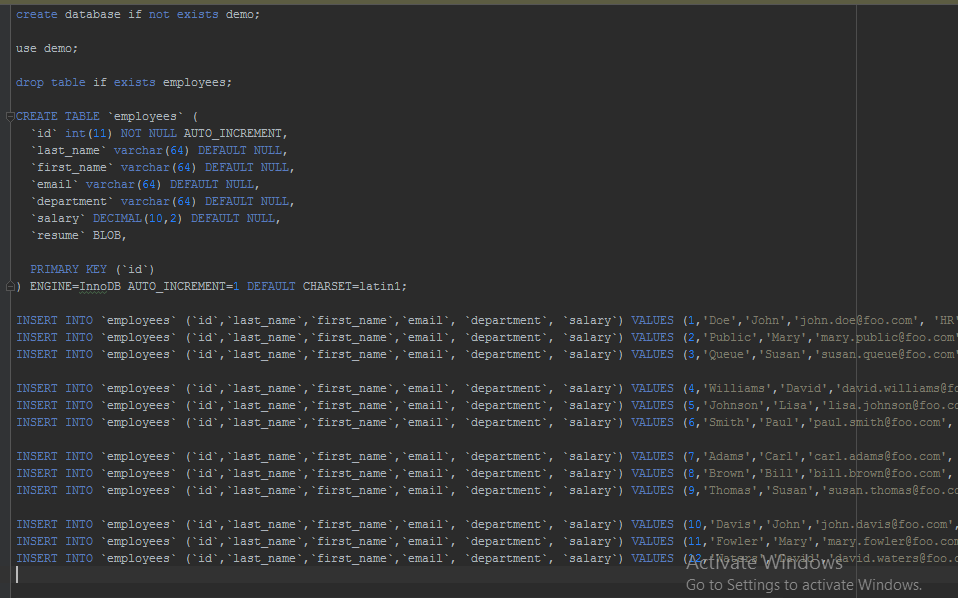 create database if not exists demo;
use demo;
drop table if exists employees;
CREATE TABLE `employees` (
`id` int(11) NOT NULL AUTO_INCREMENT,
`last_name` varchar(64) DEFAULT NULL,
`first_name` varchar(64) DEFAULT NULL,
`email` varchar(64) DEFAULT NULL,
`department` varchar(64) DEFAULT NULL,
`salary` DECIMAL(10,2) DEFAULT NULL,
`resume` BLOB,
PRIMARY KEY (`id`)
) ENGINE=InnoDB AUTO_INCREMENT=1 DEFAULT CHARSET=latin1;
INSERT INTO `employees` (`id`,`last_name`,`first_name`,`email`, `department`, `salary`) VALUES (1,'Doe','John','john.doe@foo.com', 'HR'
INSERT INTO `employees` (`id`,`last_name`,`first_name`,`email`, `department`, `salary`) VALUES (2,'Public','Mary','mary.public@foo.com'
INSERT INTO `employees` (`id`,`last_name`,`first_name`,`email`, `department`, `salary`) VALUES (3,'Queue','Susan','susan.queue@foo.com'
INSERT INTO `employees` (`id`,`last_name`,`first_name`,`email`, `department`, `salary`) VALUES (4,'Williams','David','david.williams@fo
INSERT INTO `employees` (`id`,`last_name`,`first_name`,`email`, `department`, `salary`) VALUES (5,'Johnson','Lisa','lisa.johnson@foo.co
INSERT INTO `employees` (`id`,`last_name`,`first_name`,`email`, `department`, `salary`) VALUES (6,'Smith','Paul','paul.smith@foo.com',
INSERT INTO `employees` (`id`,`last_name`,`first_name`,`email`, `department`, `salary`) VALUES (7,'Adams','Carl','carl.adams@foo.com',
INSERT INTO `employees` (`id`,`last_name`,`first_name`,`email`, `department`, `salary`) VALUES (8,'Brown','Bill','bill.brown@foo.com',
INSERT INTO `employees` (`id`,`last_name`,`first_name`,`email`, `department`, `salary`) VALUES (9,'Thomas','Susan','susan.thomas@foo.co
INSERT INTO `employees` (`id`,`last_name`,`first_name`,`email`, `department`, `salary`) VALUES (10,'Davis','John','john.davis@foo.com',
INSERT INTO `employees` (`id`,`last_name`,`first_name`,`email`, `department`, `salary`) VALUES (11,'Fowler','Mary','mary.fowler@foo.com
INSERT INTO `employees` (`id`,`last_name`,`first_name`,`email`, `department`, `salary`) VALUES (12,'Waters','David','david.waters@foo.c
Activate Windows
Go to Settings to activate Windows.